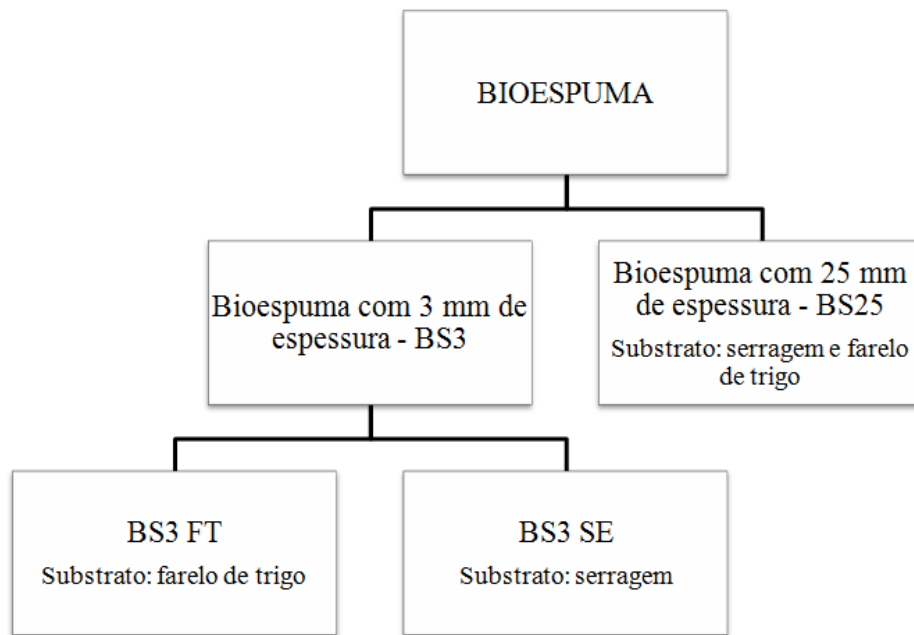 BIOESPUMA
Bioespuma com 3 mm de
espessura - BS3
Bioespuma com 25 mm
de espessura - BS25
Substrato: serragem e farelo
de trigo
BS3 FT
Substrato: farelo de trigo
BS3 SE
Substrato: serragem